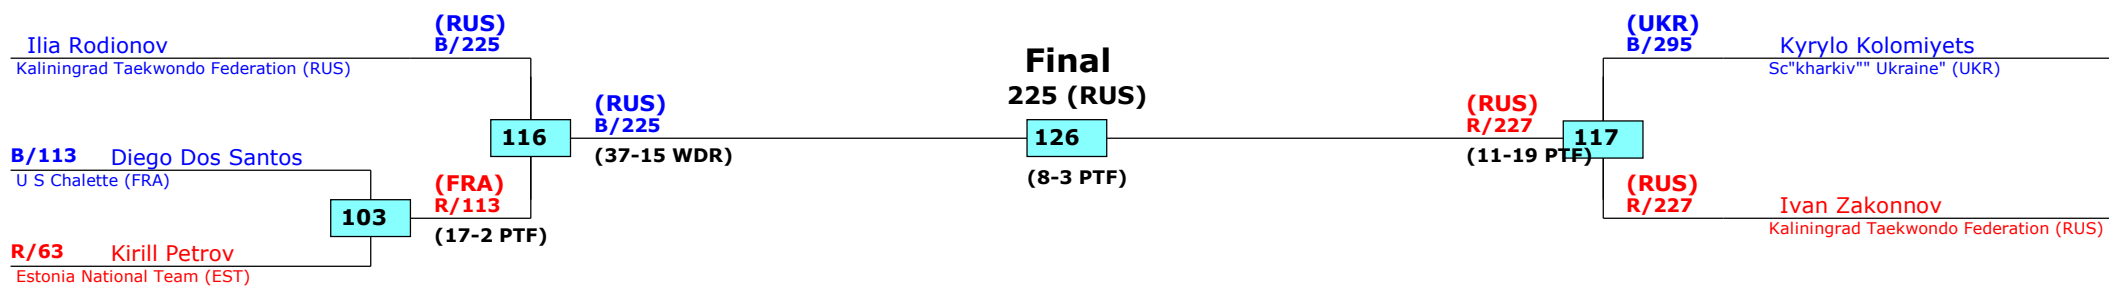 (RUS)
B/225
Ilia Rodionov
Kaliningrad Taekwondo Federation (RUS)
B/113 Diego Dos Santos
U S Chalette (FRA)
R/63 Kirill Petrov
Estonia National Team (EST)
103
(FRA)
R/113
(17-2 PTF)
116
(RUS)
B/225
(37-15 WDR)
Final
225 (RUS)
126
(8-3 PTF)
(RUS)
R/227
(11-19 PTF)
117
(UKR)
B/295
Kyrylo Kolomiyets
Sc"kharkiv"" Ukraine" (UKR)
(RUS)
R/227
Ivan Zakonnov
Kaliningrad Taekwondo Federation (RUS)